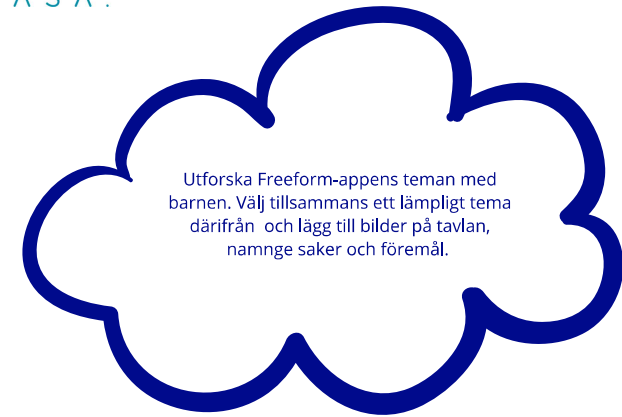 Utforska Freeform-appens teman med
barnen. Välj tillsammans ett lämpligt tema
därifrån och lägg till bilder på tavlan,
namnge saker och föremål.